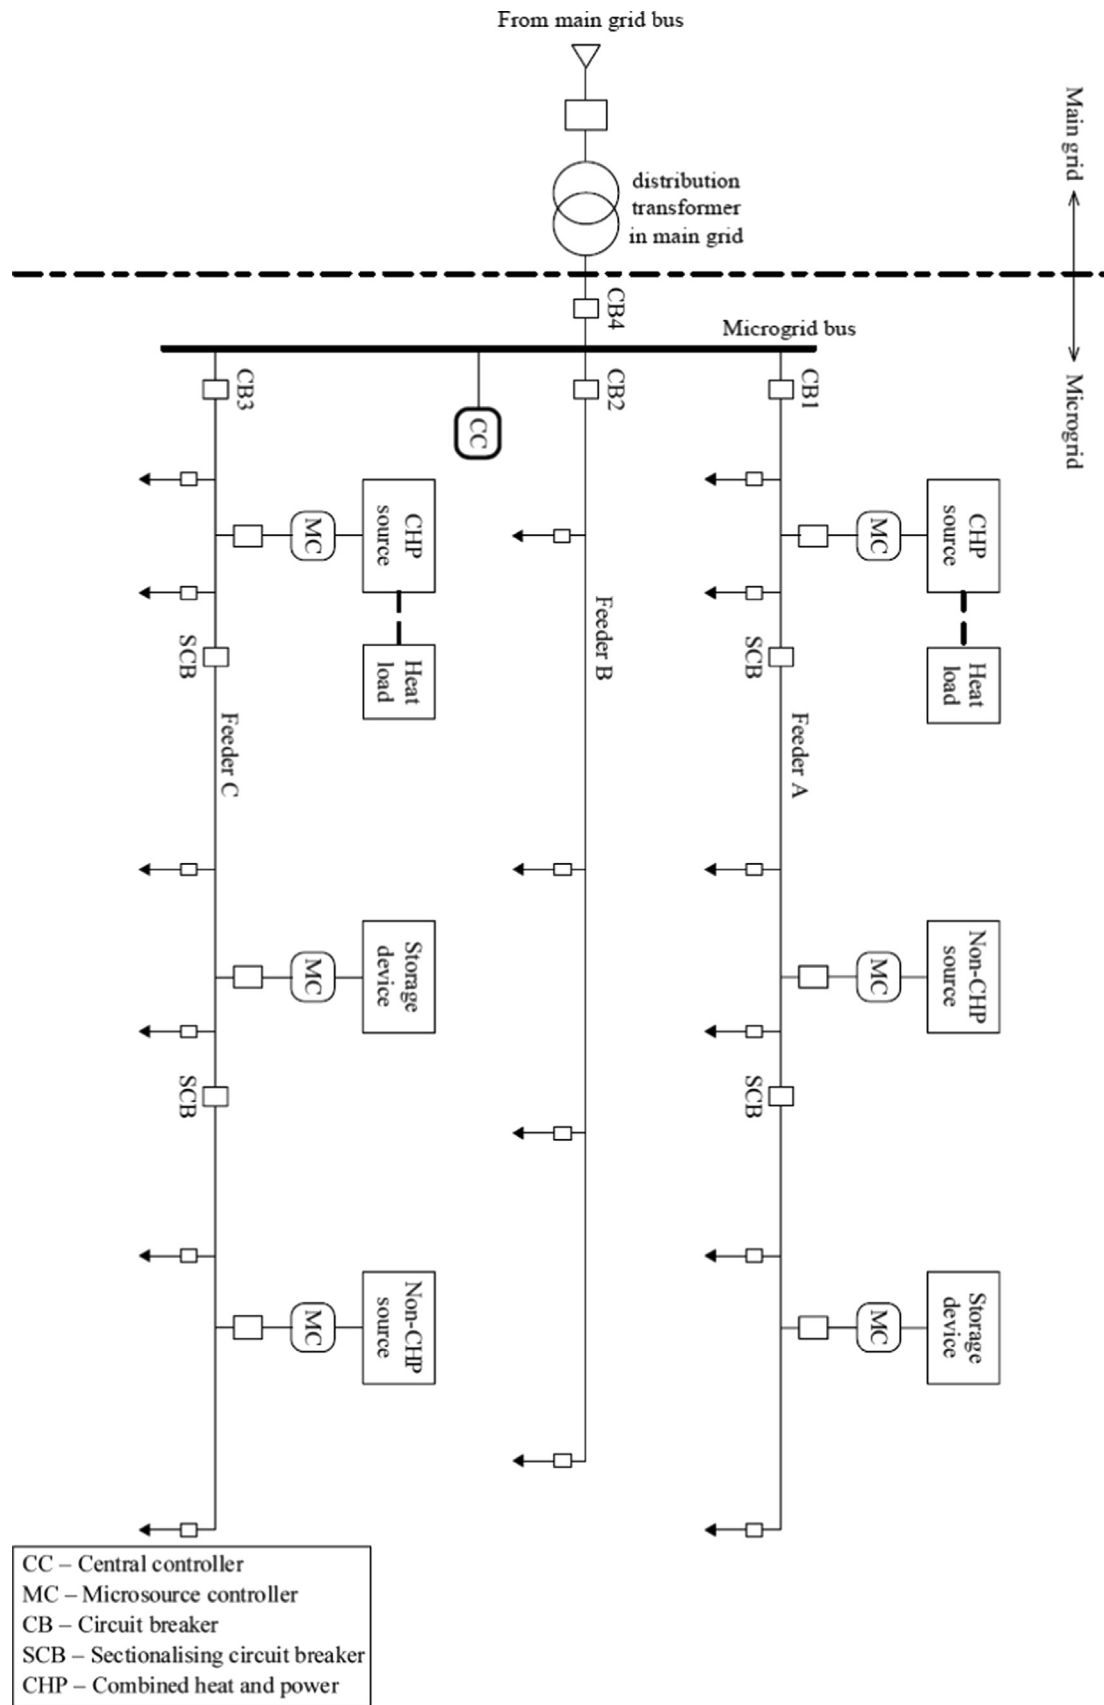 From main grid bus
distribution
transformer
in main grid
Main grid
Microgrid
CB4
Microgrid bus
CB3
CC
CB2
CB1
CHP
source
MC
Heat
load
SCB
Feeder C
Storage
device
MC
SCB
Non-CHP
source
MC
Feeder B
CHP
source
MC
Heat
load
SCB
Feeder A
Non-CHP
source
MC
SCB
Storage
device
MC
CC – Central controller
MC – Microsource controller
CB – Circuit breaker
SCB – Sectionalising circuit breaker
CHP – Combined heat and power